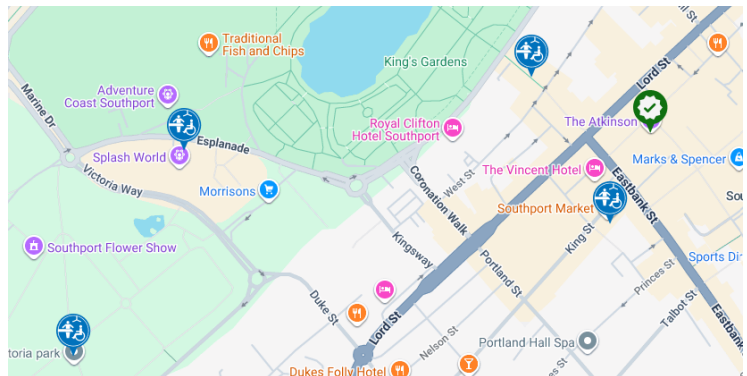 Traditional
Fish and Chips
King's Gardens
Lord St
Marine Dr
Adventure
Coast Southport
Royal Clifton
Hotel Southport
The Atkinson
Esplanade
Splash World
Marks & Spencer
West St
The Vincent Hotel
Victoria Way
Morrisons
Coronation Walk
Eastbank St
Southport Market
Sou
Southport Flower Show
Kingsway
King St
Sports Di
Portland St
Princes St
Duke St
Talbot St
Eastbank
Lord St
Nelson St
Portland Hall Spa
toria park
Dukes Folly Hotel